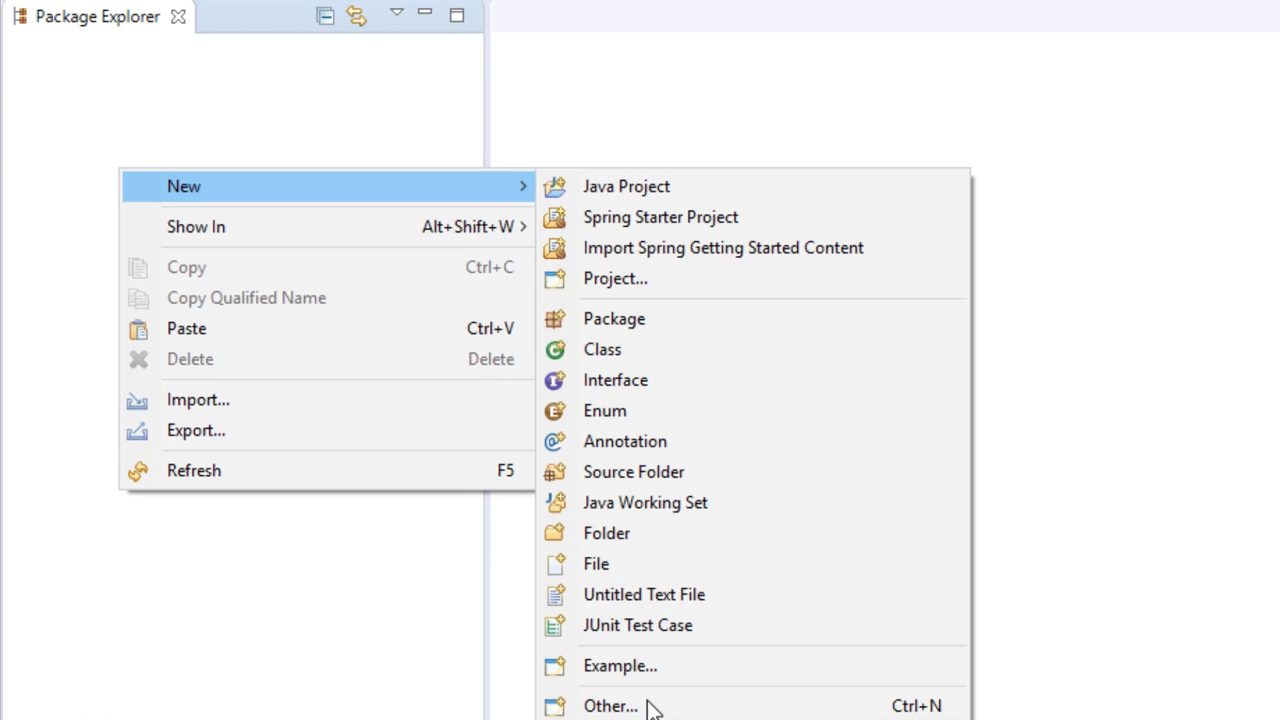 Package Explorer
New
Show In Alt+Shift+W
Copy Ctrl+C
Copy Qualified Name
Paste Ctrl+V
Delete Delete
Import...
Export...
Refresh F5
Java Project
Spring Starter Project
Import Spring Getting Started Content
Project...
Package
Class
Interface
Enum
Annotation
Source Folder
Java Working Set
Folder
File
Untitled Text File
JUnit Test Case
Example...
Other... Ctrl+N